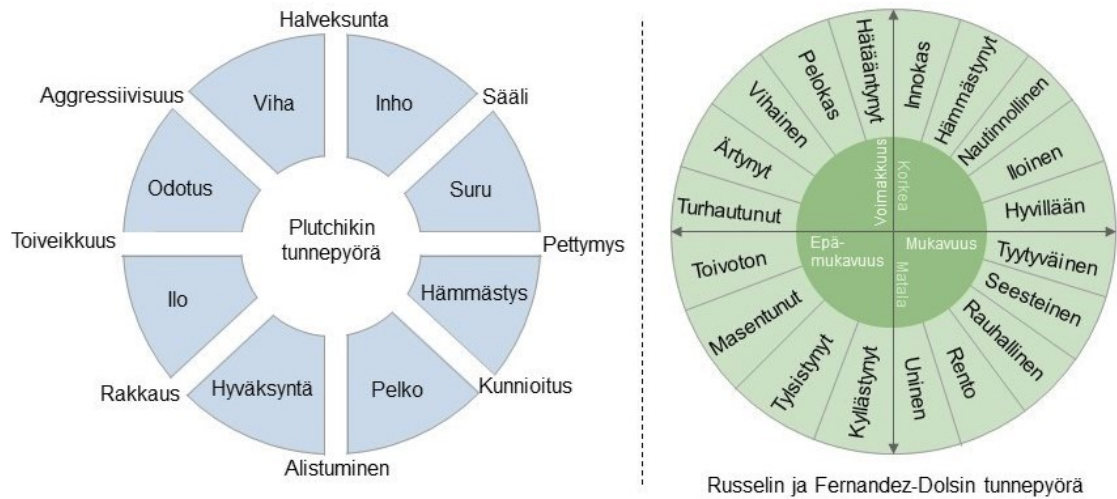 Halveksunta
Aggressiivisuus
Viha
Inho
Sääli
Odotus
Suru
Toiveikkuus
Plutchikin
tunnepyörä
Pettymys
Ilo
Hämmästys
Rakkaus
Hyväksyntä
Pelko
Kunnioitus
Alistuminen
Hätääntynyt
Innokas
Pelokas
Hämmästynyt
Vihainen
Nautinnollinen
Ärtynyt
Iloinen
Turhautunut
Hyvillään
Voimakkuus
Korkea
Epä-
mukavuus
Mukavuus
Matala
Toivoton
Tyytyväinen
Masentunut
Seesteinen
Tylsistynyt
Rauhallinen
Kyllästynyt
Uninen
Rento
Russelin ja Fernandez-Dolsin tunnepyörä